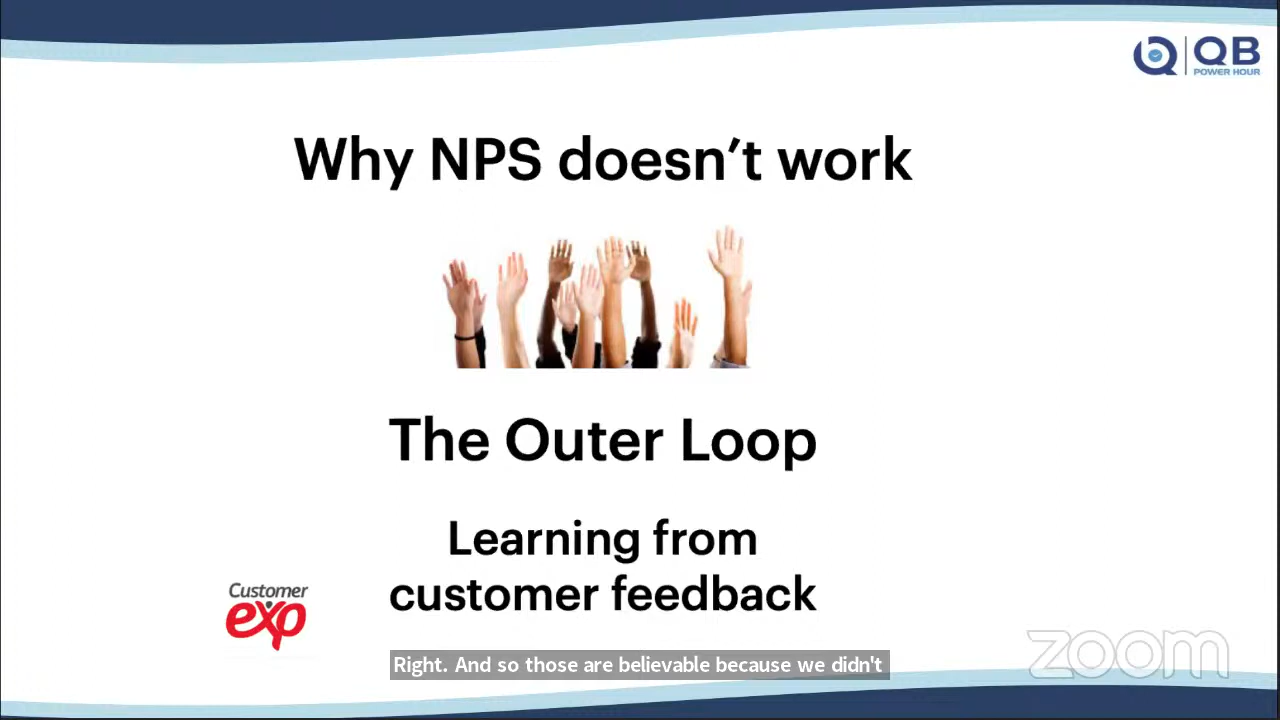 QB
POWER HOUR
Why NPS doesn’t work
The Outer Loop
Learning from
customer feedback
Customer
exp
Right. And so those are believable because we didn't
zoom